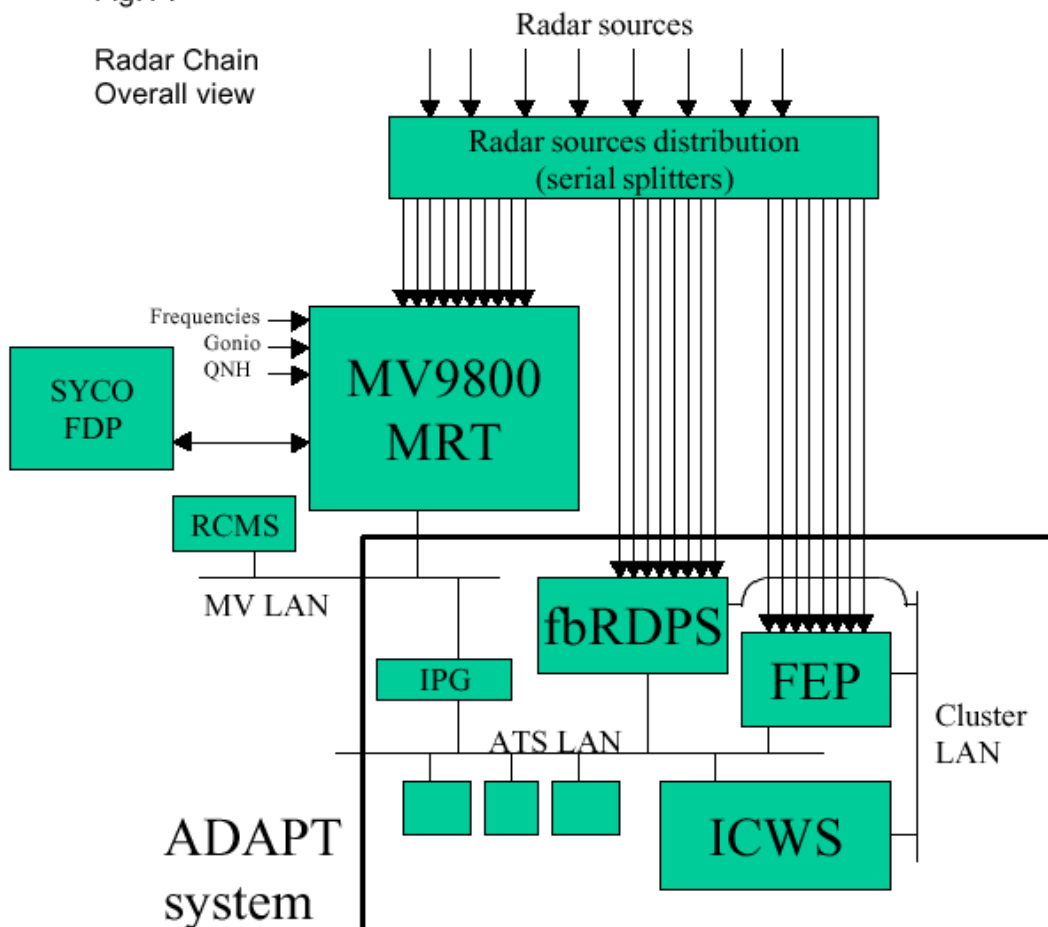 Radar sources
Radar Chain
Overall view
Radar sources distribution
(serial splitters)
Frequencies
Gonio
QNH
MV9800
MRT
SYCO
FDP
RCMS
MV LAN
fbRDPS
FEP
IPG
Cluster
LAN
ATS LAN
ICWS
ADAPT
system